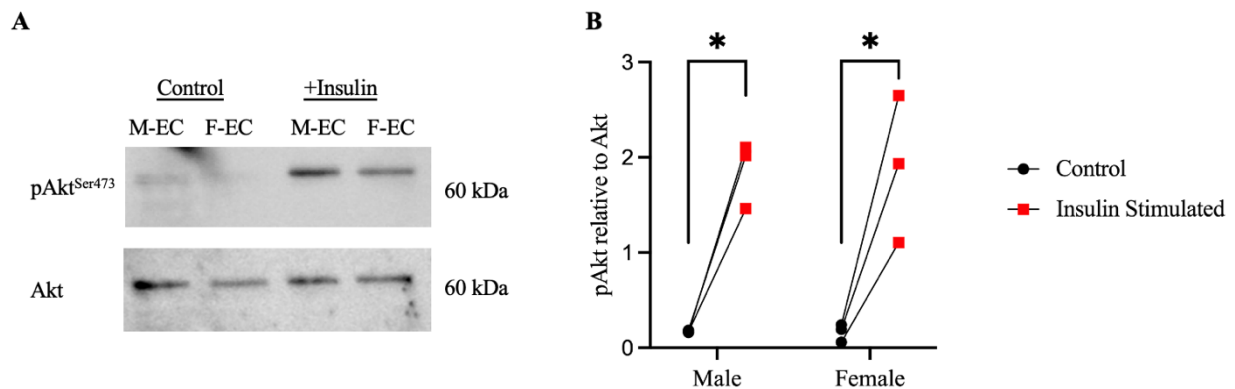 A
Control +Insulin
M-EC F-EC M-EC F-EC
pAktSer473
60 kDa
Akt
60 kDa
B
* *
pAkt relative to Akt
3
2
1
0
Male Female
Control
Insulin Stimulated